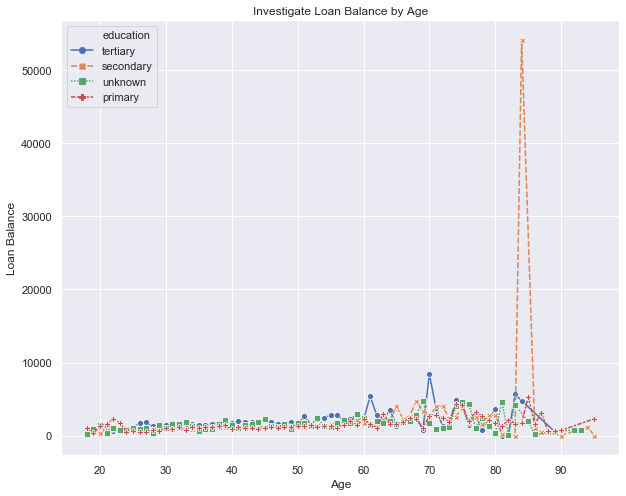 Investigate Loan Balance by Age
education
tertiary
secondary
unknown
primary
Loan Balance
50000
40000
30000
20000
10000
0
20 30 40 50 60 70 80 90
Age